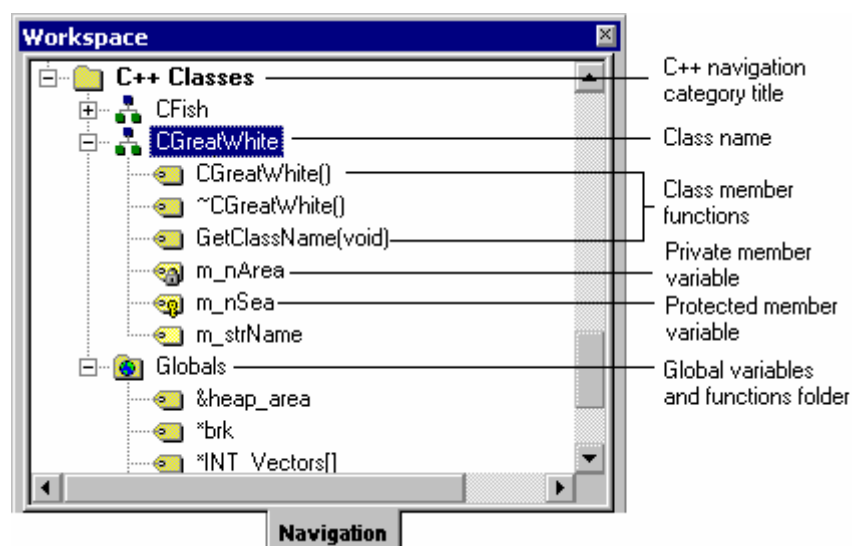 Workspace
C++ Classes
C++ navigation
category title
CFish
CGreatWhite
Class name
CGreatWhite()
~CGreatWhite()
Class member
functions
GetClassName(void)
m_nArea
Private member
variable
m_nSea
Protected member
variable
m_strName
Globals
Global variables
and functions folder
&heap_area
*brk
*INT_Vectors[]
Navigation